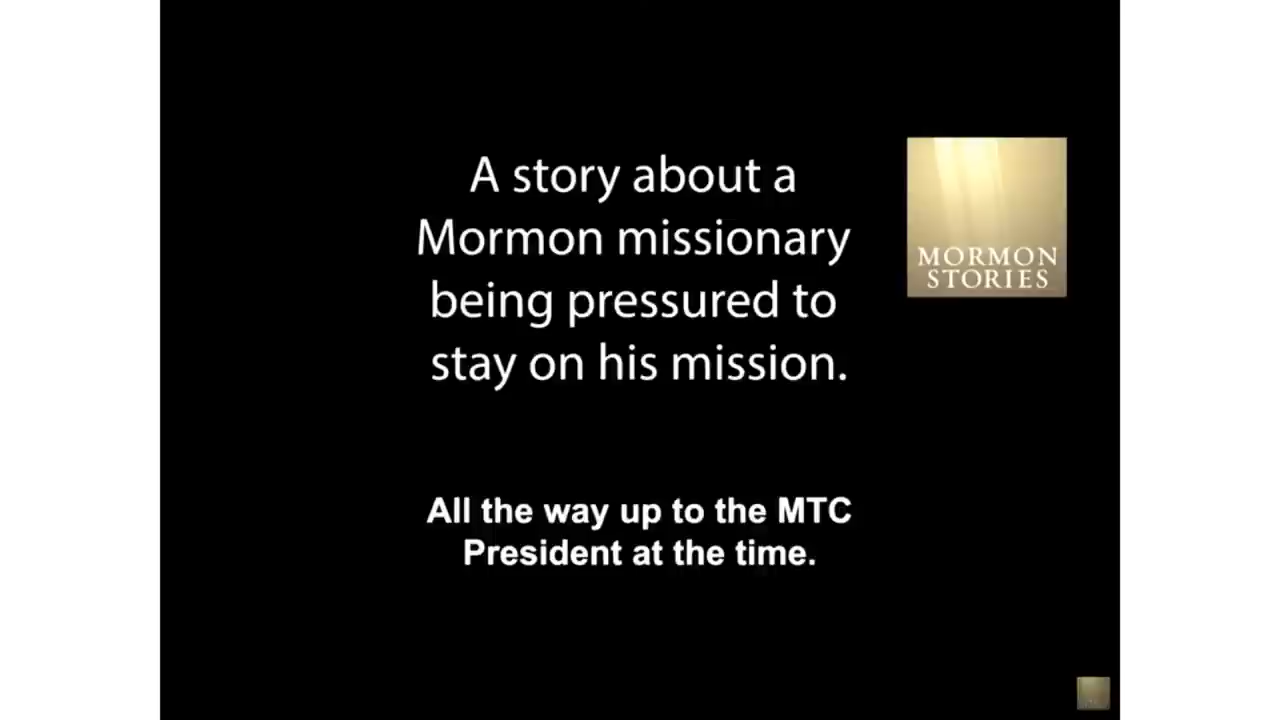 A story about a
Mormon missionary
being pressured to
stay on his mission.
MORMON
STORIES
All the way up to the MTC
President at the time.